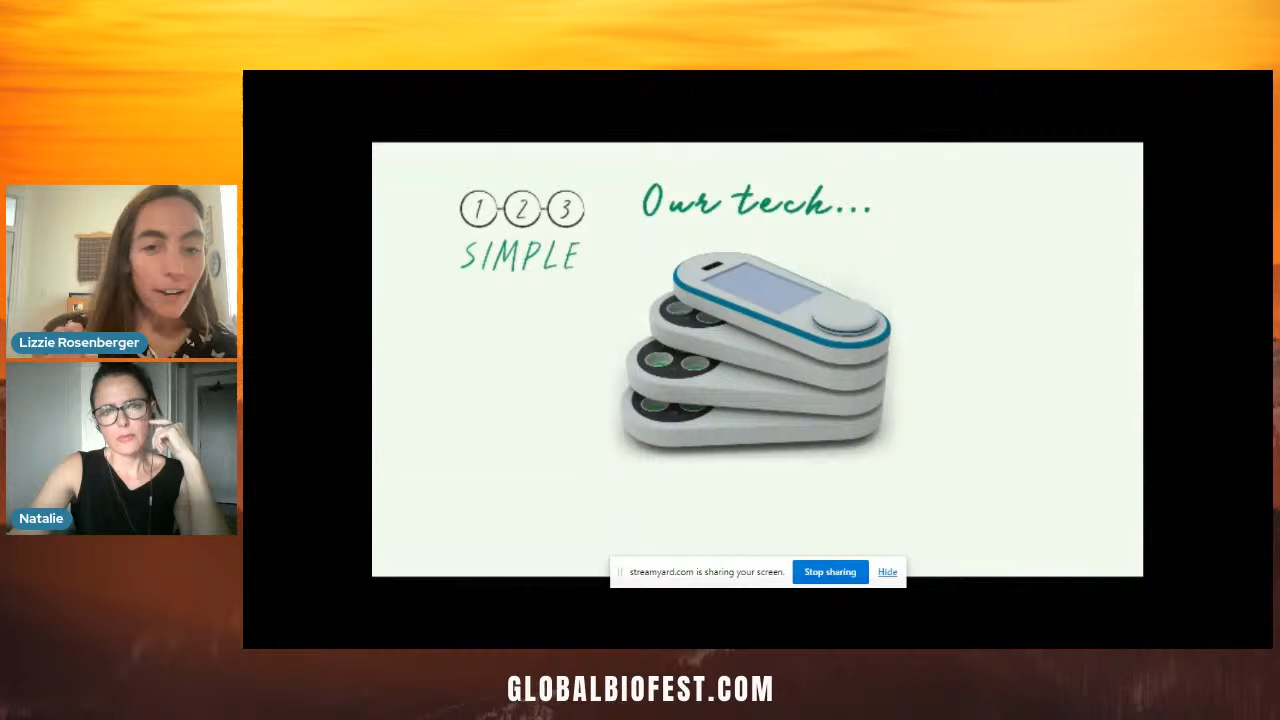 1 2 3
SIMPLE
Our tech...
Lizzie Rosenberger
Natalie
streamyard.com is sharing your screen. Stop sharing Hide
GLOBALBIOFEST.COM